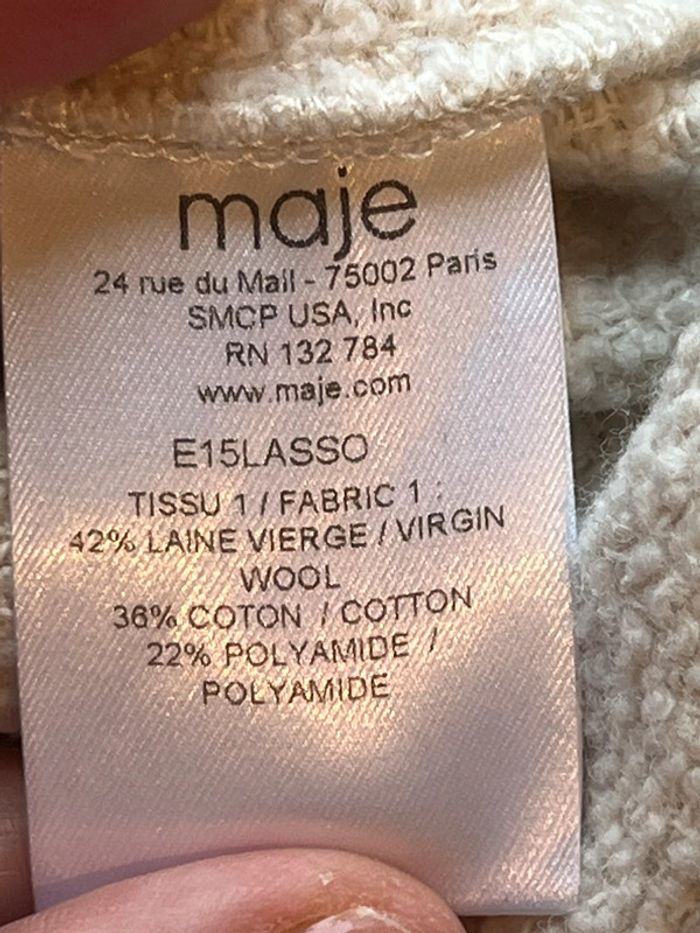 maje
24 rue du Mail - 75002 Paris
SMCP USA, Inc
RN 132 784
www.maje.com
E15LASSO
TISSU 1 / FABRIC 1 :
42% LAINE VIERGE / VIRGIN
WOOL
36% COTON / COTTON
22% POLYAMIDE /
POLYAMIDE